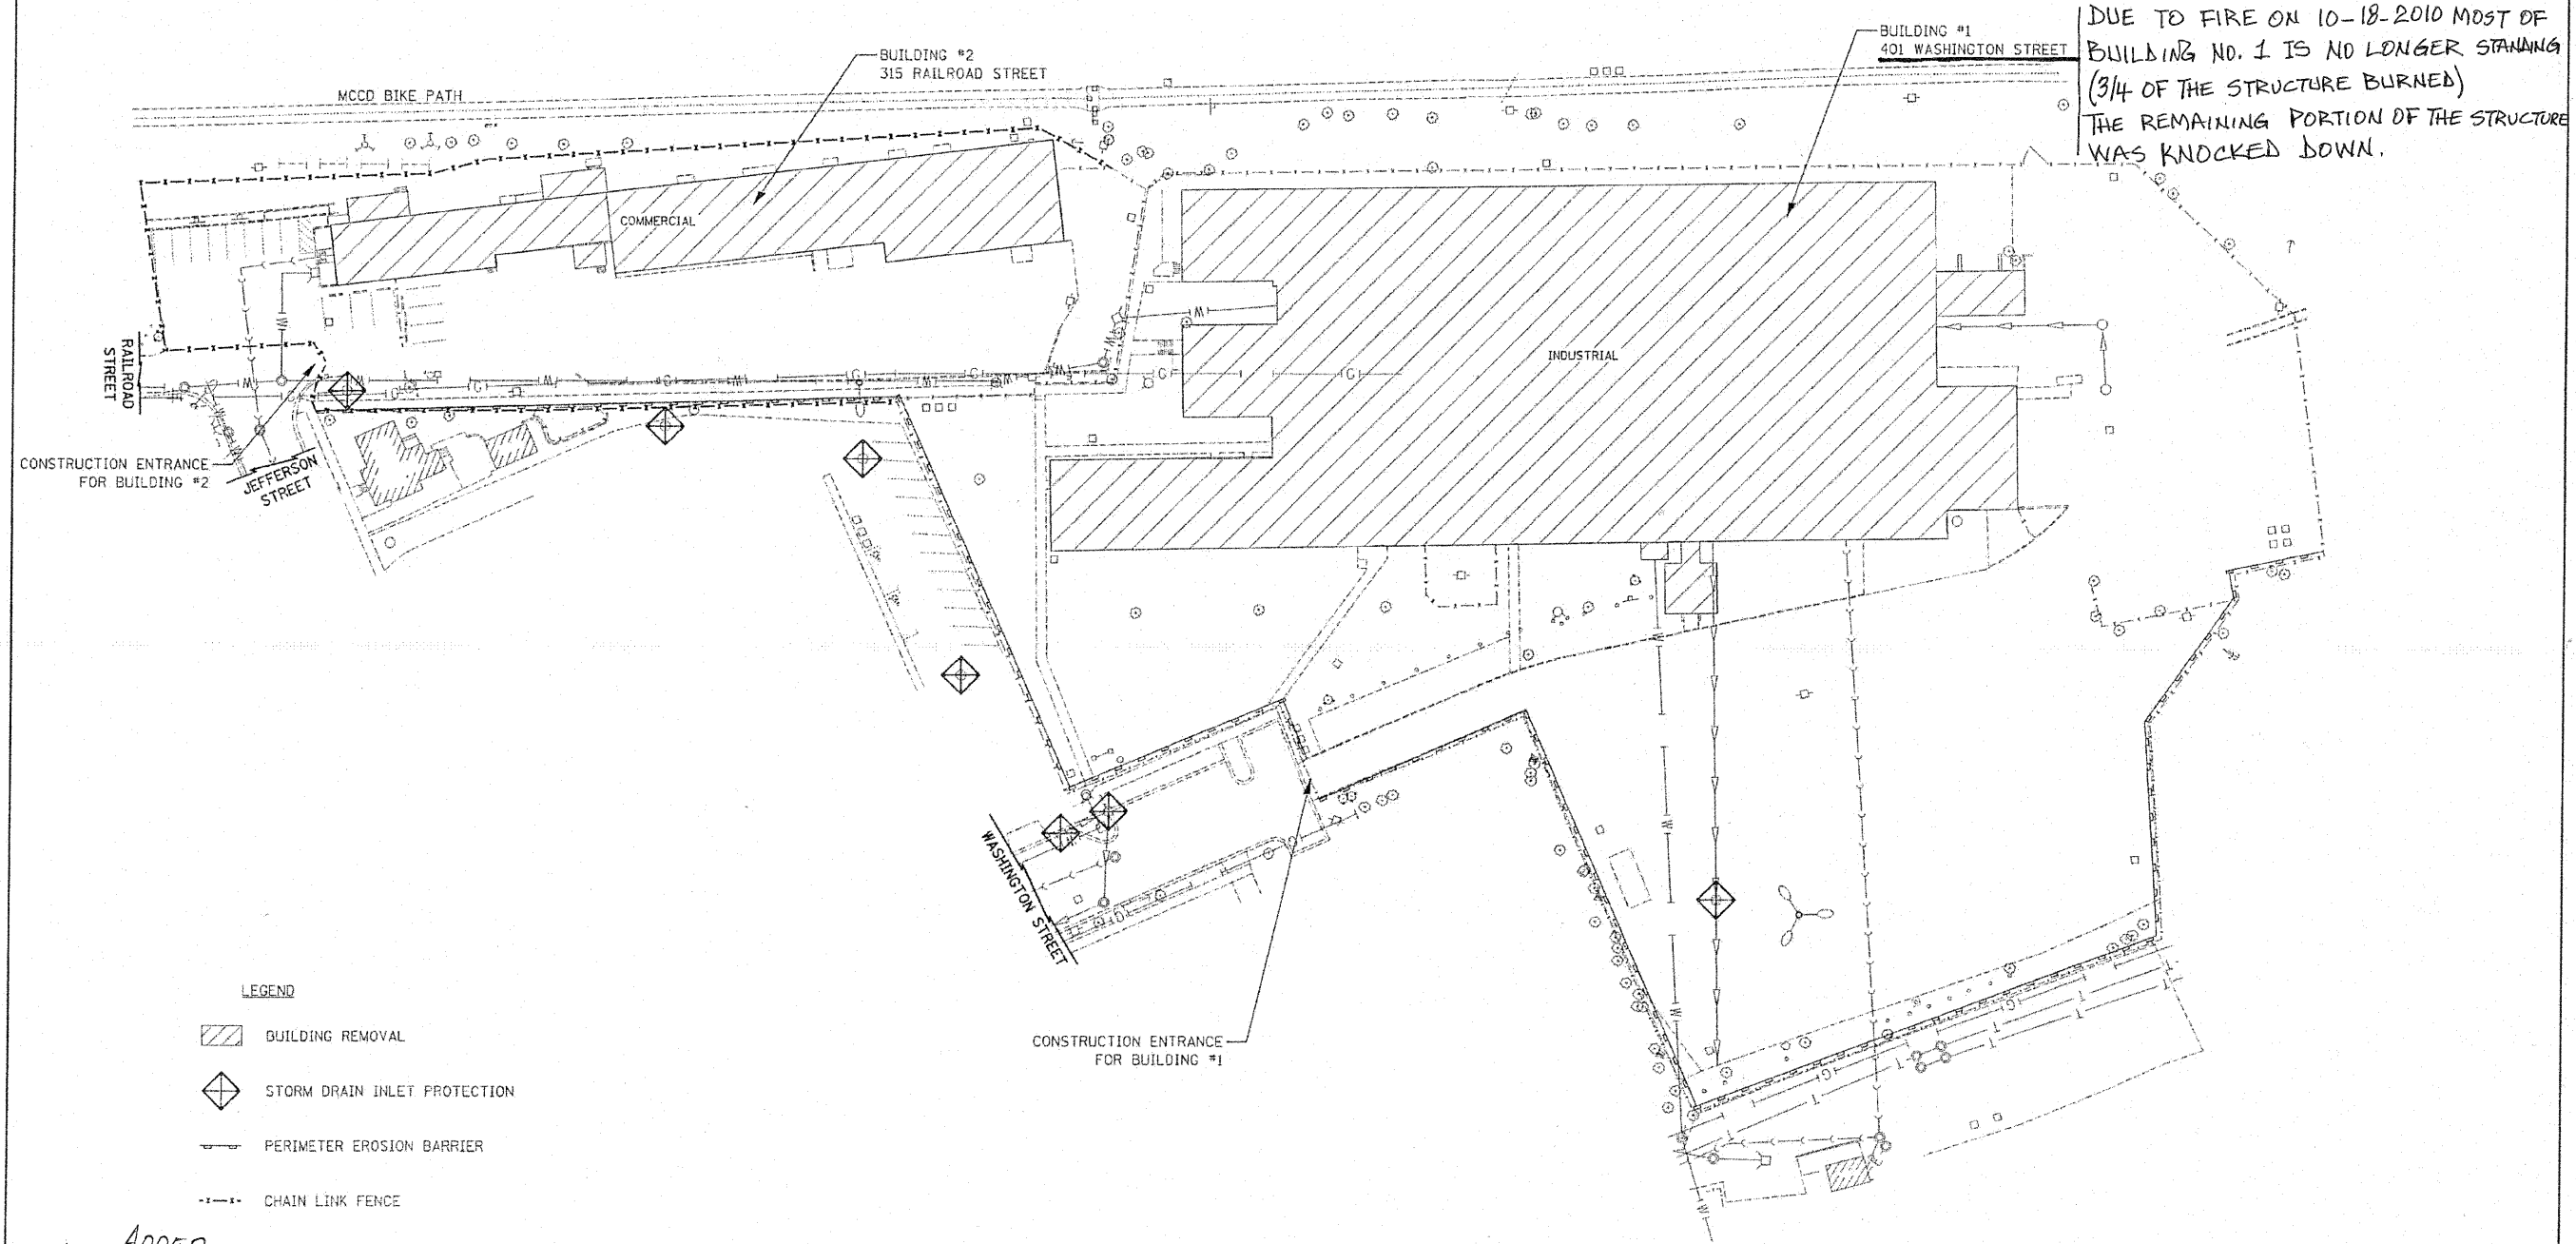 DUE TO FIRE ON 10-18-2010 MOST OF
BUILDING NO. 1 IS NO LONGER STANDING
(3/4 OF THE STRUCTURE BURNED)
THE REMAINING PORTION OF THE STRUCTURE
WAS KNOCKED DOWN.
BUILDING #1
401 WASHINGTON STREET
BUILDING #2
315 RAILROAD STREET
MCCD BIKE PATH
COMMERCIAL
INDUSTRIAL
RAILROAD
STREET
CONSTRUCTION ENTRANCE
FOR BUILDING #2
JEFFERSON
STREET
WASHINGTON STREET
CONSTRUCTION ENTRANCE
FOR BUILDING #1
LEGEND
BUILDING REMOVAL
STORM DRAIN INLET PROTECTION
PERIMETER EROSION BARRIER
CHAIN LINK FENCE